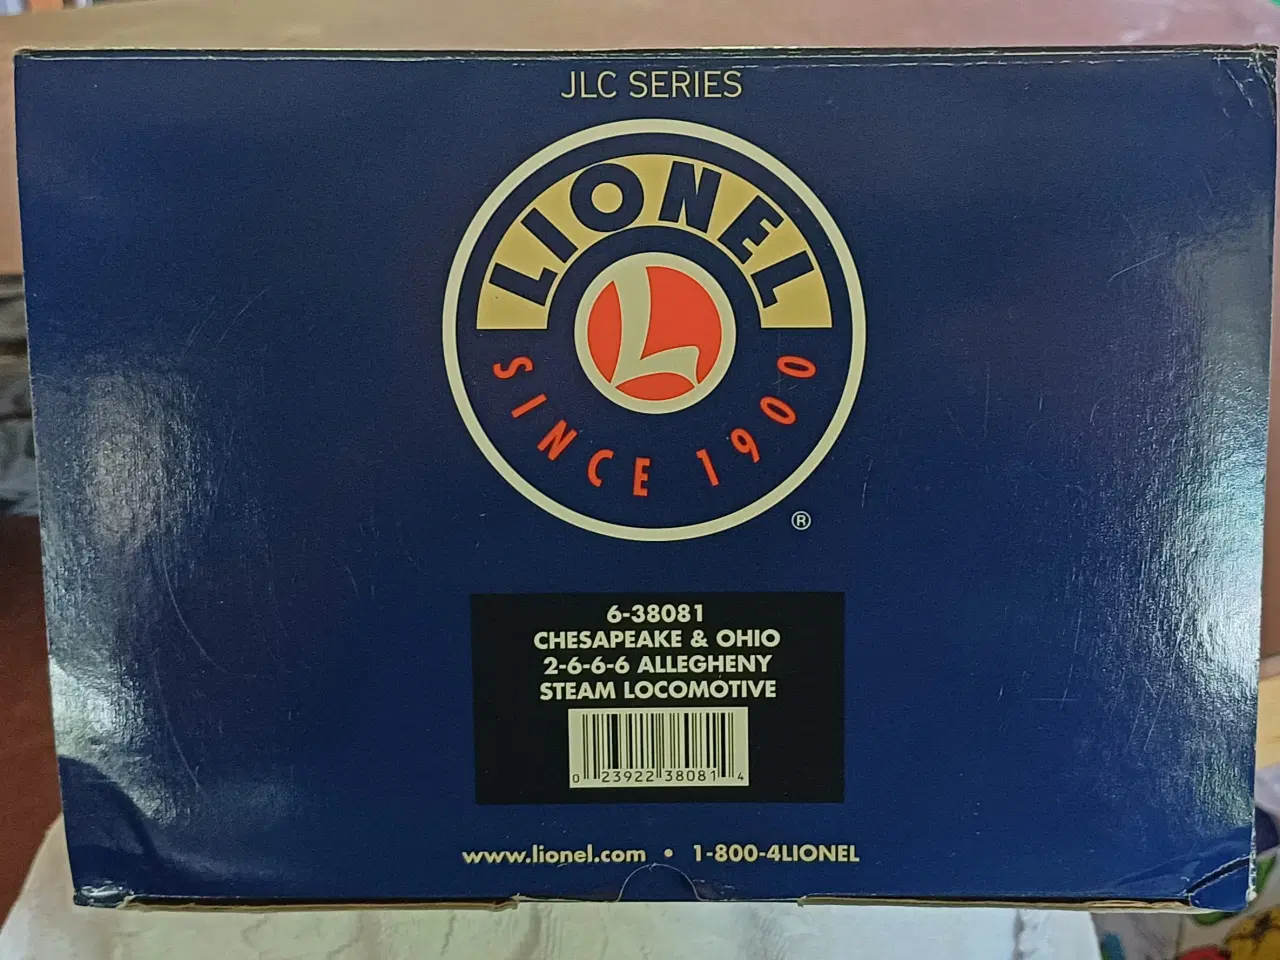 JLC SERIES
LIONEL
L
SINCE 1900
®
6-38081
CHESAPEAKE & OHIO
2-6-6-6 ALLEGHENY
STEAM LOCOMOTIVE
0 23922 38081 4
www.lionel.com • 1-800-4LIONEL